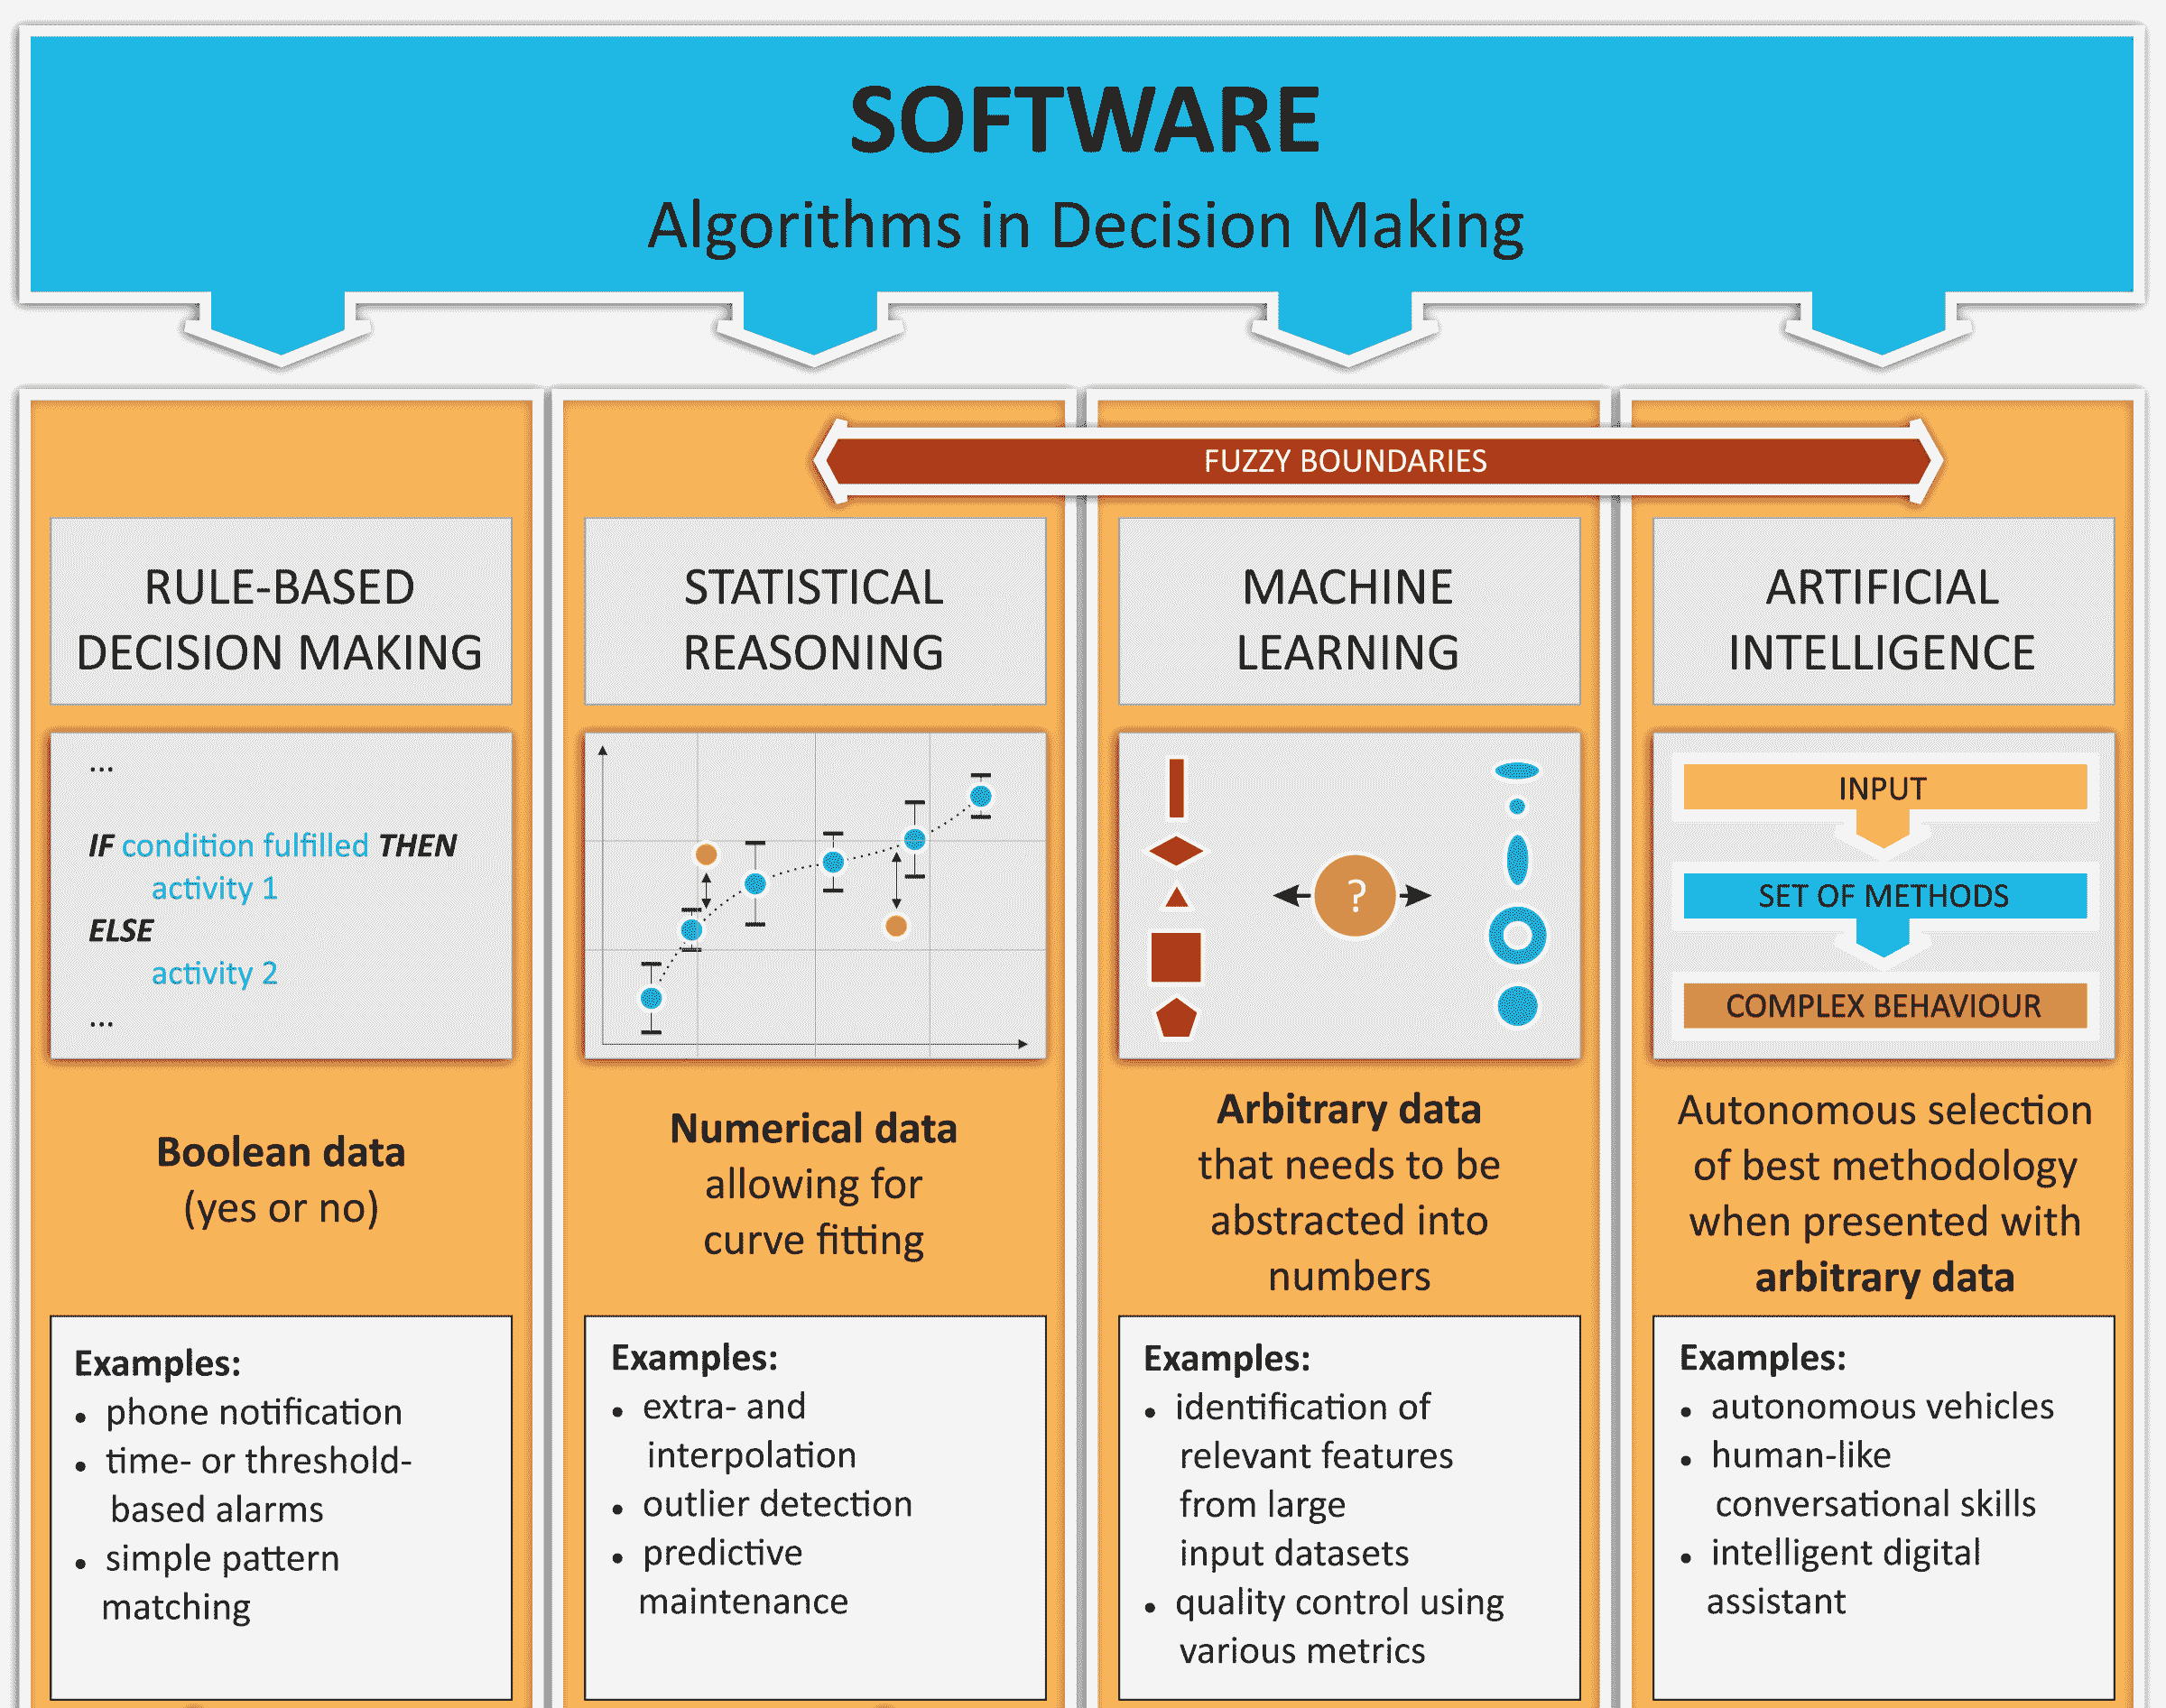 SOFTWARE
Algorithms in Decision Making
FUZZY BOUNDARIES
RULE-BASED
DECISION MAKING
...
IF condition fulfilled THEN
activity 1
ELSE
activity 2
...
Boolean data
(yes or no)
Examples:
• phone notification
• time- or threshold-
based alarms
• simple pattern
matching
STATISTICAL
REASONING
Numerical data
allowing for
curve fitting
Examples:
• extra- and
interpolation
• outlier detection
• predictive
maintenance
MACHINE
LEARNING
?
Arbitrary data
that needs to be
abstracted into
numbers
Examples:
• identification of
relevant features
from large
input datasets
• quality control using
various metrics
ARTIFICIAL
INTELLIGENCE
INPUT
SET OF METHODS
COMPLEX BEHAVIOUR
Autonomous selection
of best methodology
when presented with
arbitrary data
Examples:
• autonomous vehicles
• human-like
conversational skills
• intelligent digital
assistant